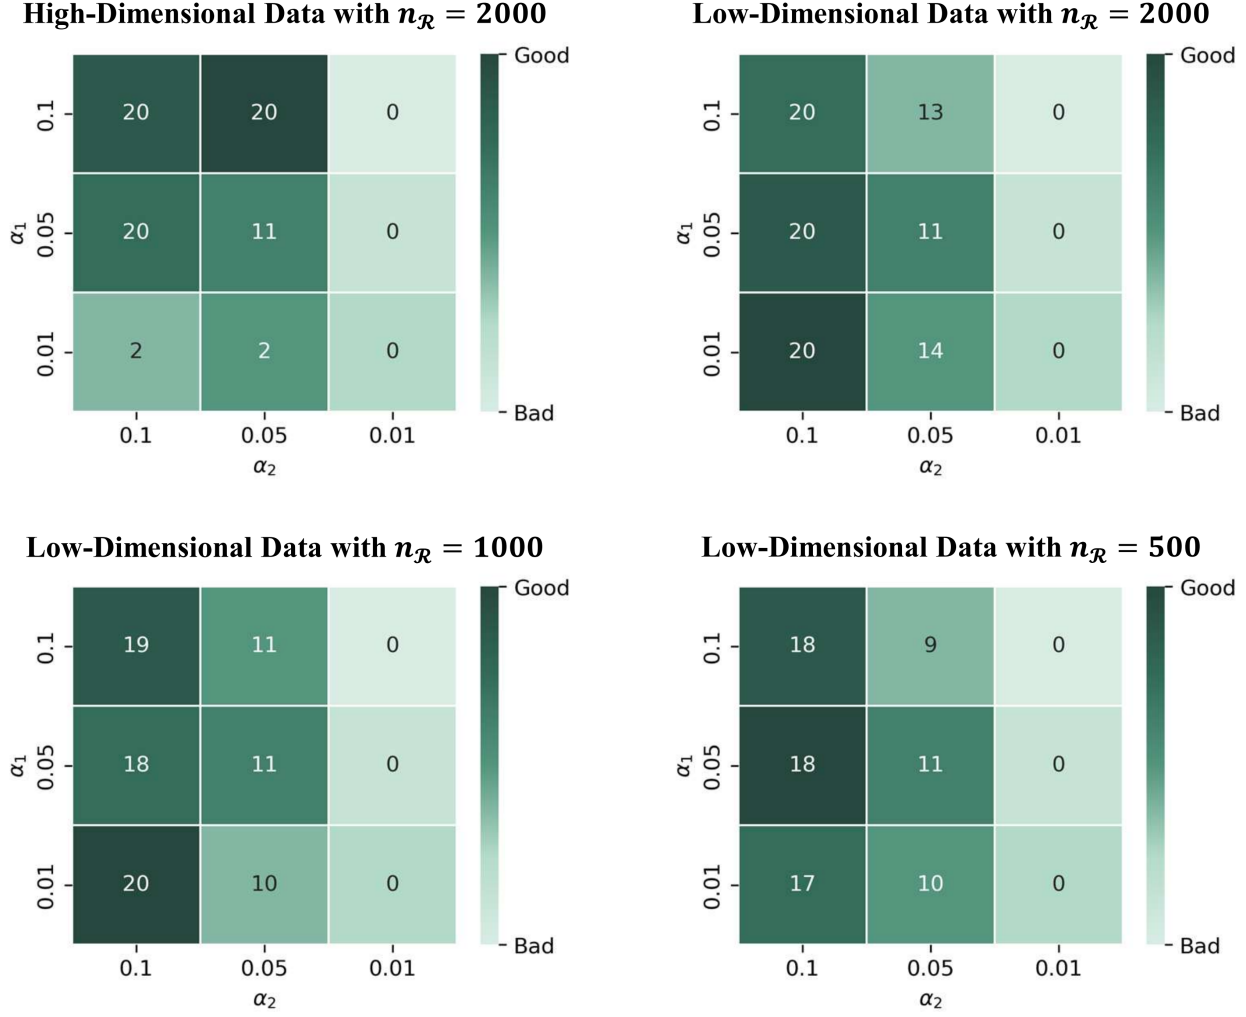 High-Dimensional Data with n_ℛ = 2000
Good
0.1 20 20 0
α₁ 0.05 20 11 0
0.01 2 2 0
Bad
0.1 0.05 0.01
α₂
Low-Dimensional Data with n_ℛ = 2000
Good
0.1 20 13 0
α₁ 0.05 20 11 0
0.01 20 14 0
Bad
0.1 0.05 0.01
α₂
Low-Dimensional Data with n_ℛ = 1000
Good
0.1 19 11 0
α₁ 0.05 18 11 0
0.01 20 10 0
Bad
0.1 0.05 0.01
α₂
Low-Dimensional Data with n_ℛ = 500
Good
0.1 18 9 0
α₁ 0.05 18 11 0
0.01 17 10 0
Bad
0.1 0.05 0.01
α₂